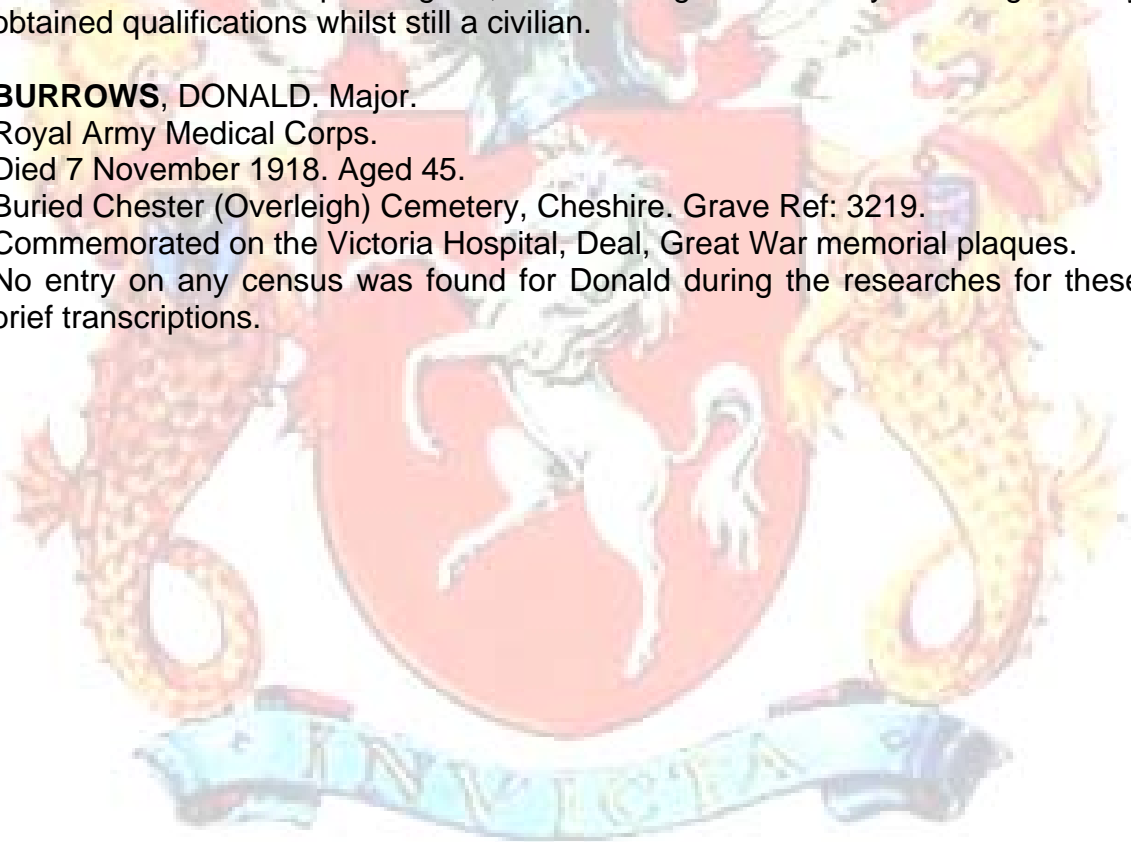 obtained qualifications whilst still a civilian.
BURROWS, DONALD. Major.
Royal Army Medical Corps.
Died 7 November 1918. Aged 45.
Buried Chester (Overleigh) Cemetery, Cheshire. Grave Ref: 3219.
Commemorated on the Victoria Hospital, Deal, Great War memorial plaques.
No entry on any census was found for Donald during the researches for these
brief transcriptions.
INVICTA